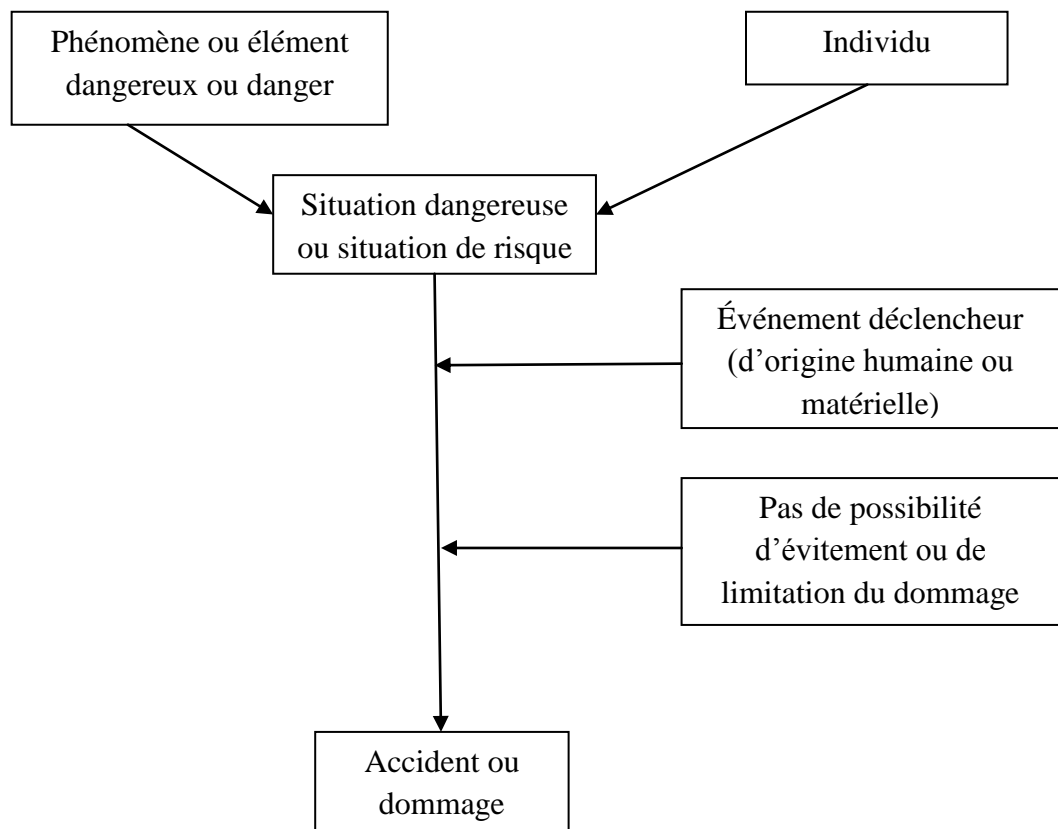 Phénomène ou élément
dangereux ou danger
Individu
Situation dangereuse
ou situation de risque
Événement déclencheur
(d’origine humaine ou
matérielle)
Pas de possibilité
d’évitement ou de
limitation du dommage
Accident ou
dommage